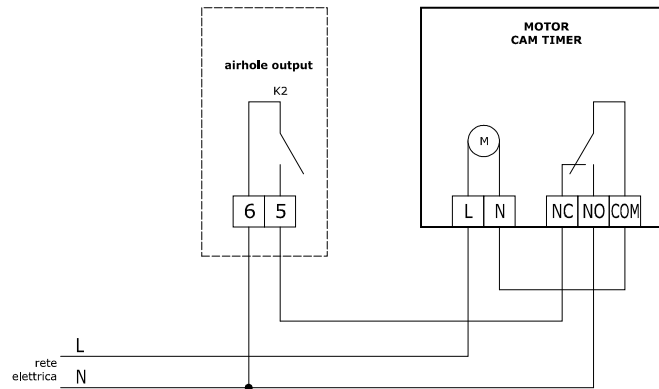 MOTOR
CAM TIMER
airhole output
K2
M
6 5
L N NC NO COM
L
rete
elettrica
N